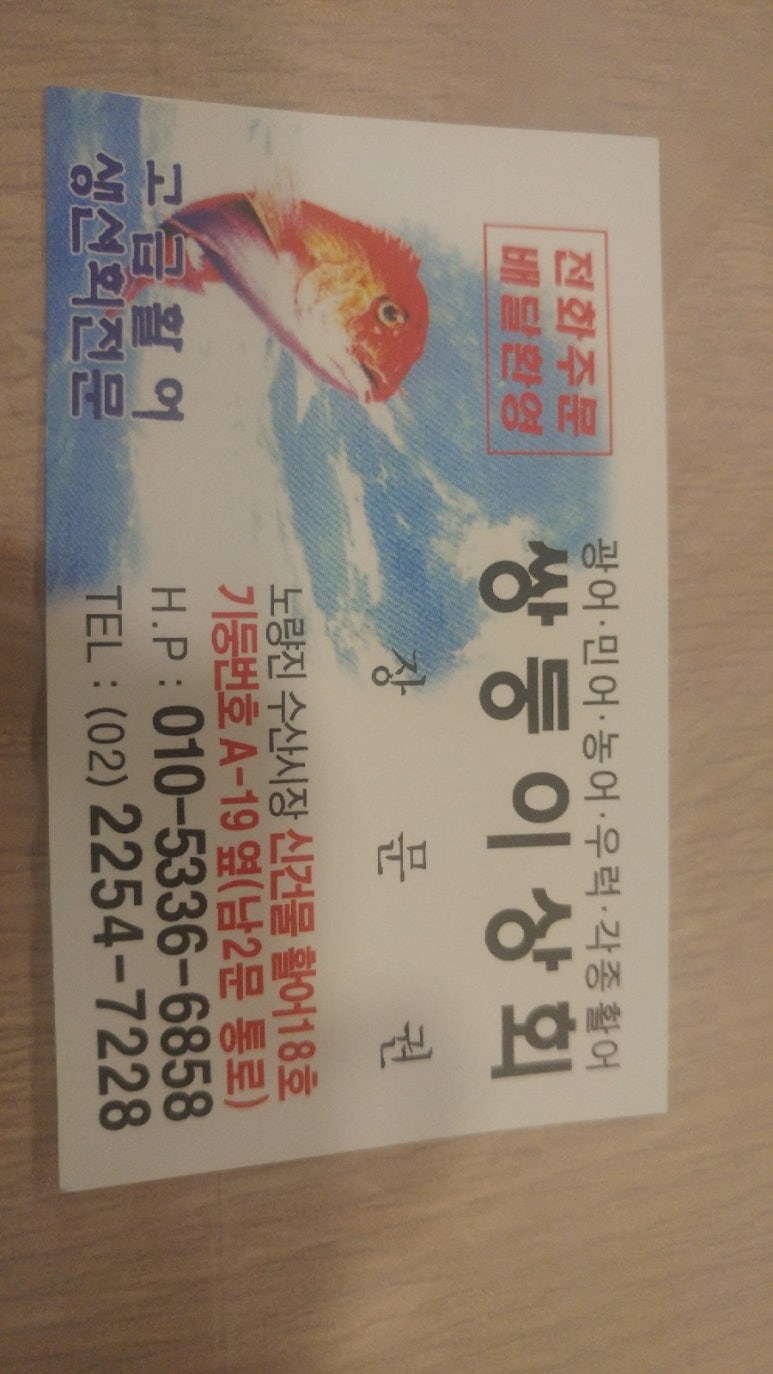 전화주문
배달환영
광어·민어·농어·우럭·각종활어
쌍둥이상회
장 문 권
고급활어
생선회전문
노량진 수산시장 신건물 활어18호
기둥번호 A-19 옆(남2문 통로)
H.P : 010-5336-6858
TEL : (02) 2254-7228